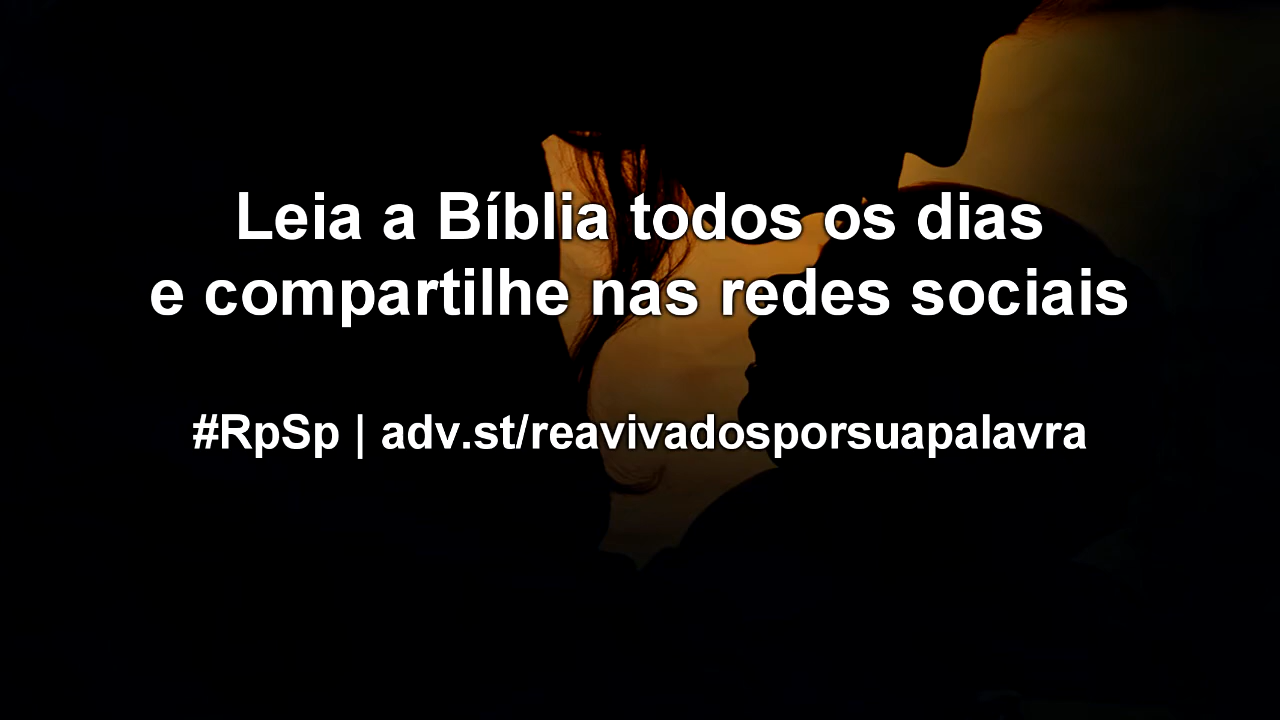 Leia a Bíblia todos os dias
e compartilhe nas redes sociais
#RpSp | adv.st/reavivadosporsuapalavra